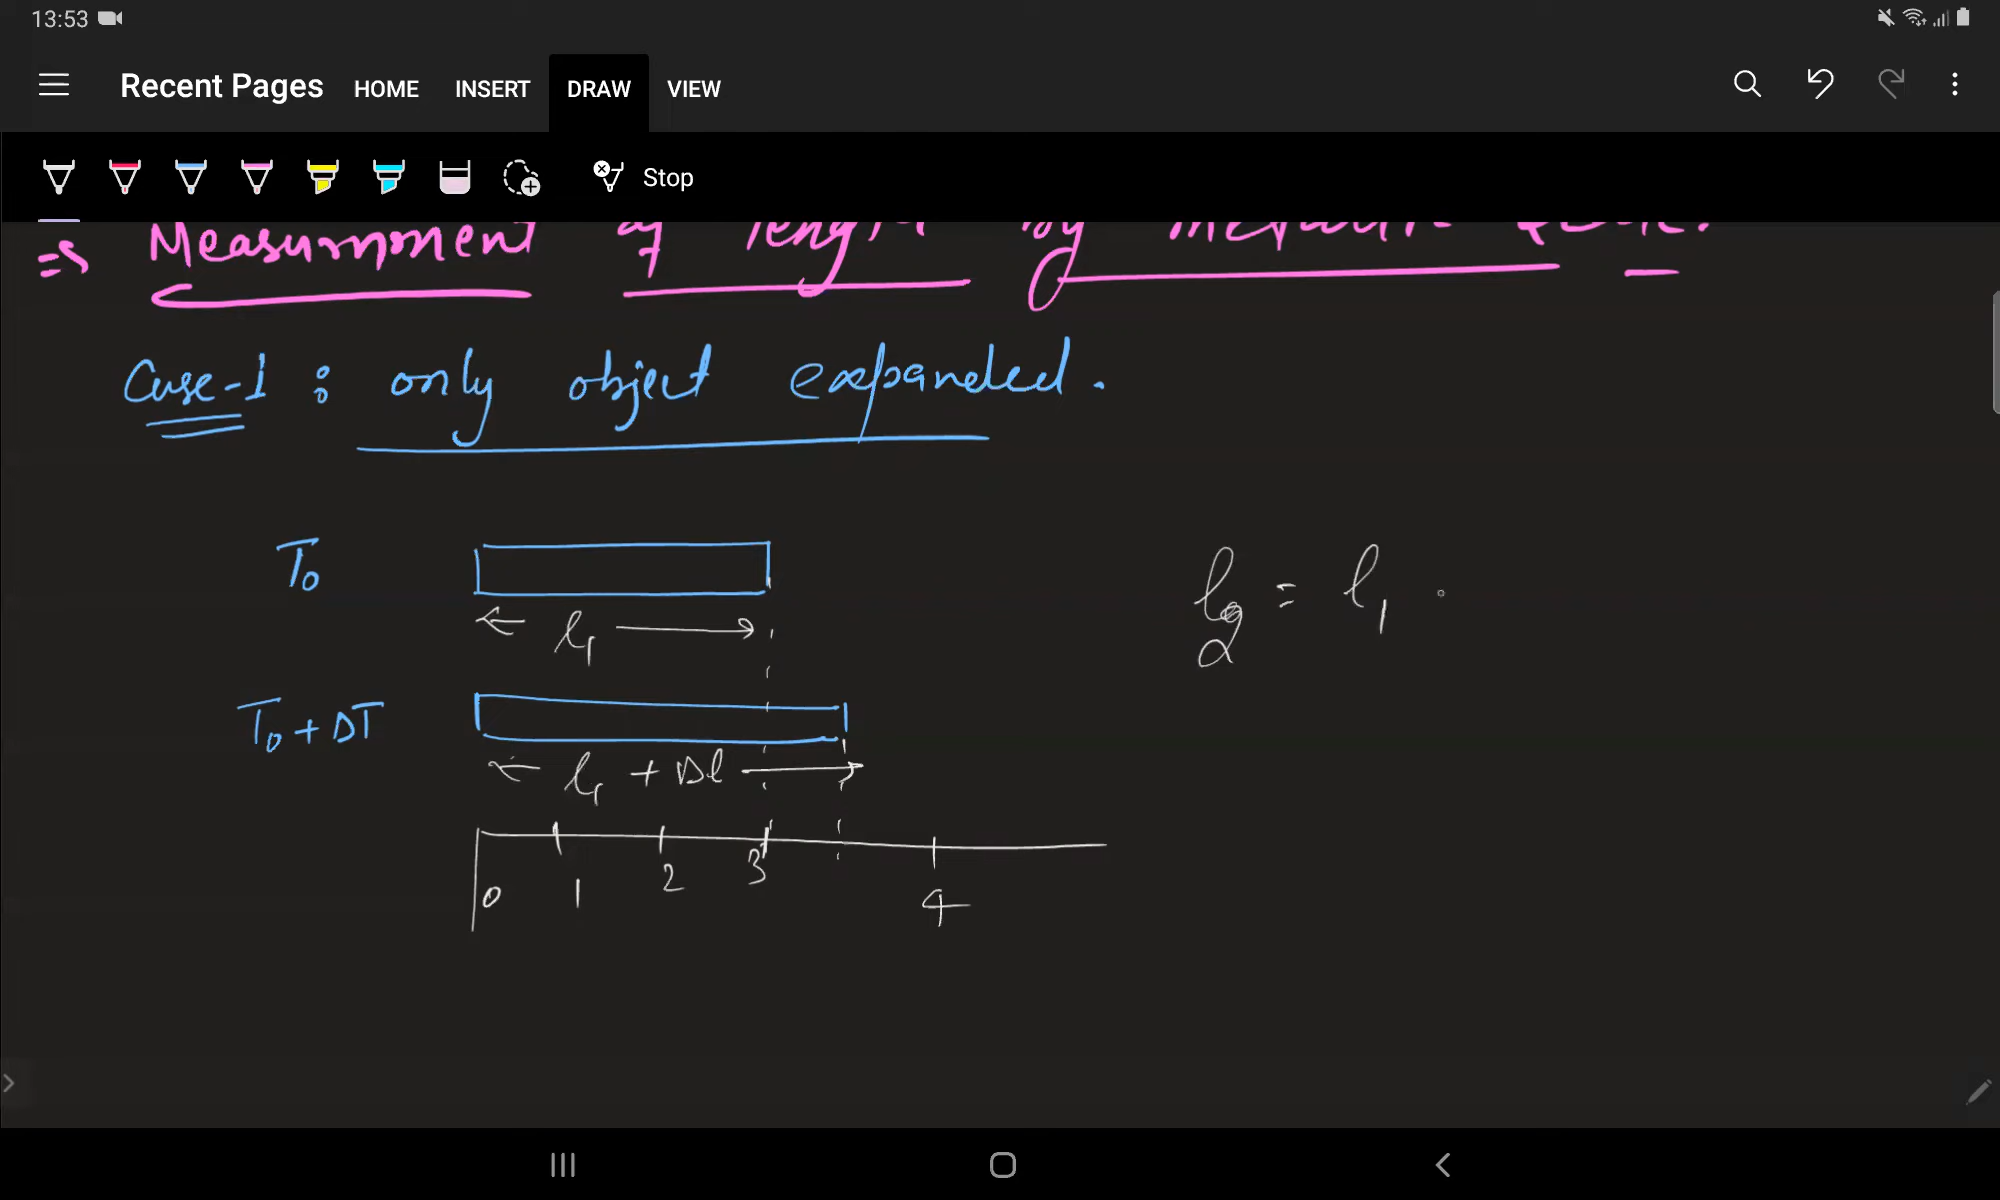 13:53
Recent Pages HOME INSERT DRAW VIEW
Stop
=> Measurmment of length by metallic scale.
Case-1 : only object expanded.
T₀
l₁
l₂ = l₁
α
T₀ + ΔT
l₁ + Δl
0 1 2 3 4